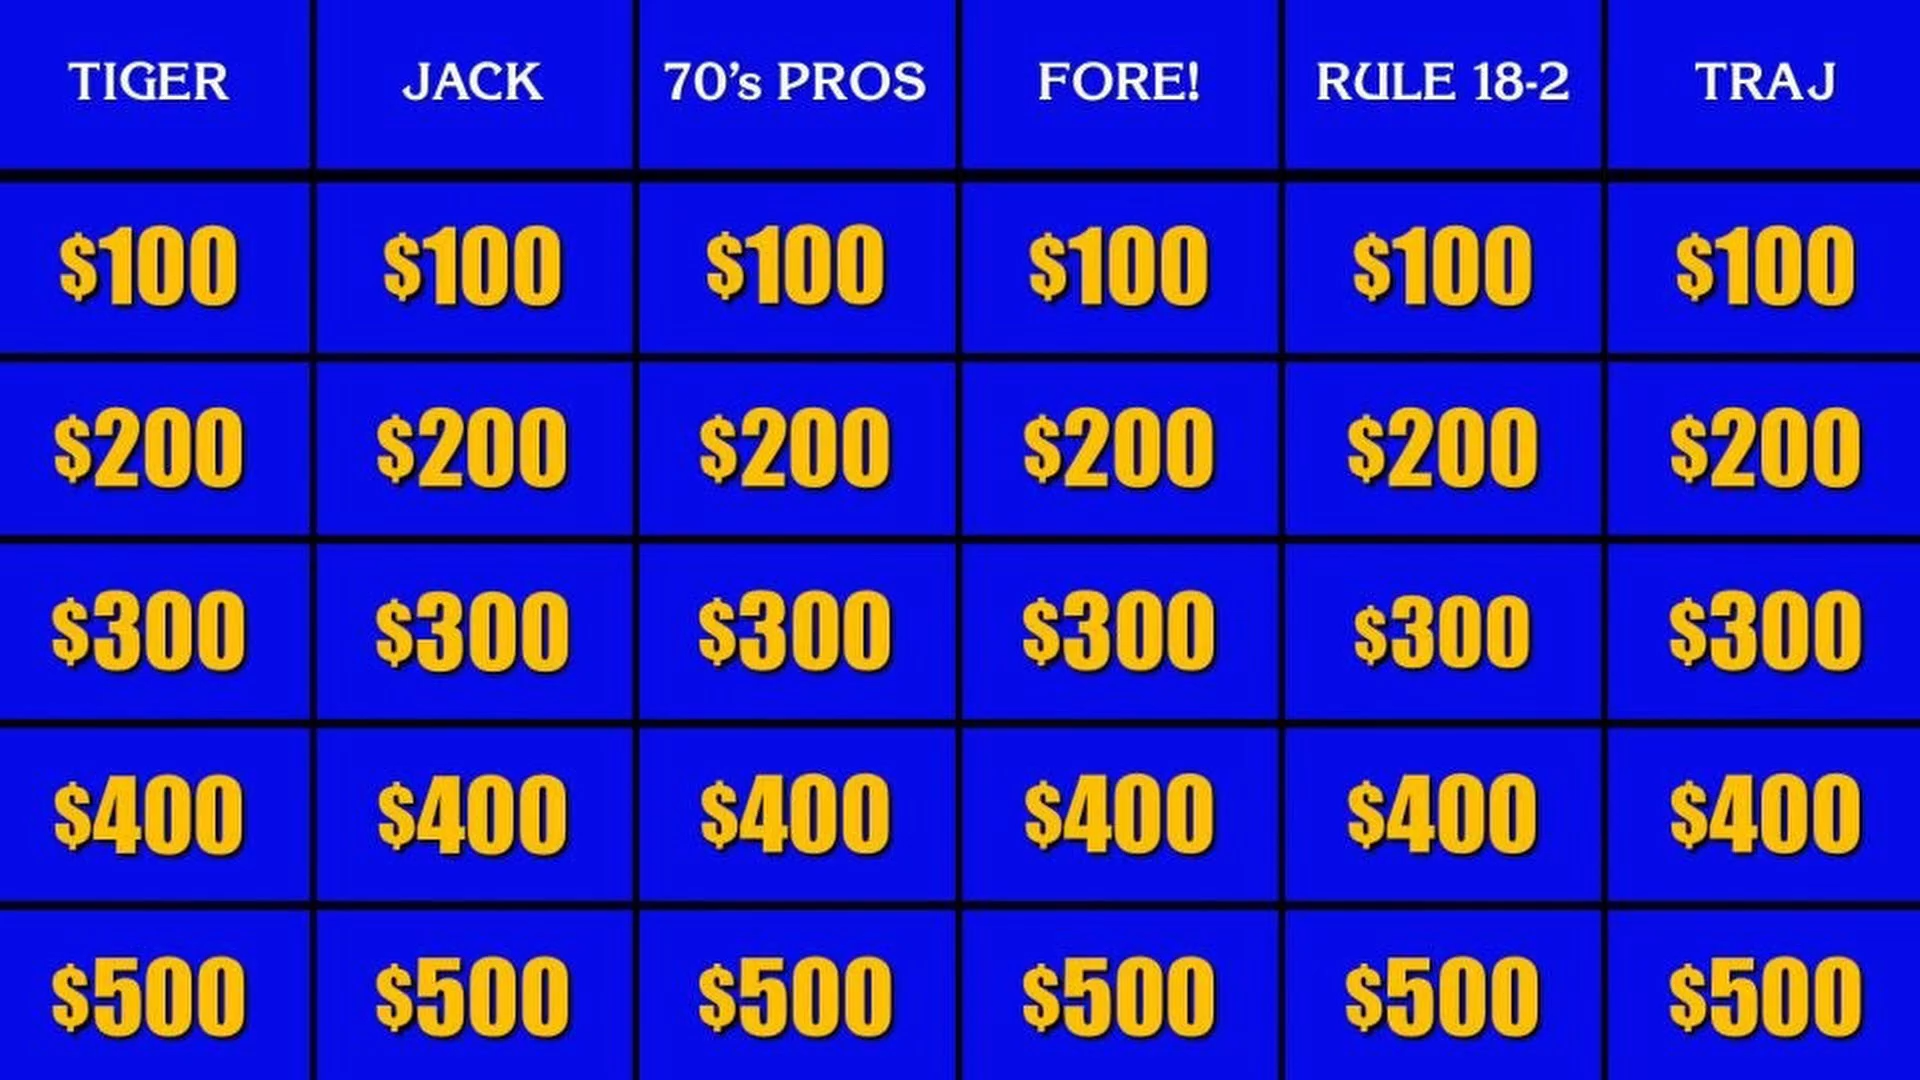 TIGER JACK 70's PROS FORE! RULE 18-2 TRAJ
$100 $100 $100 $100 $100 $100
$200 $200 $200 $200 $200 $200
$300 $300 $300 $300 $300 $300
$400 $400 $400 $400 $400 $400
$500 $500 $500 $500 $500 $500